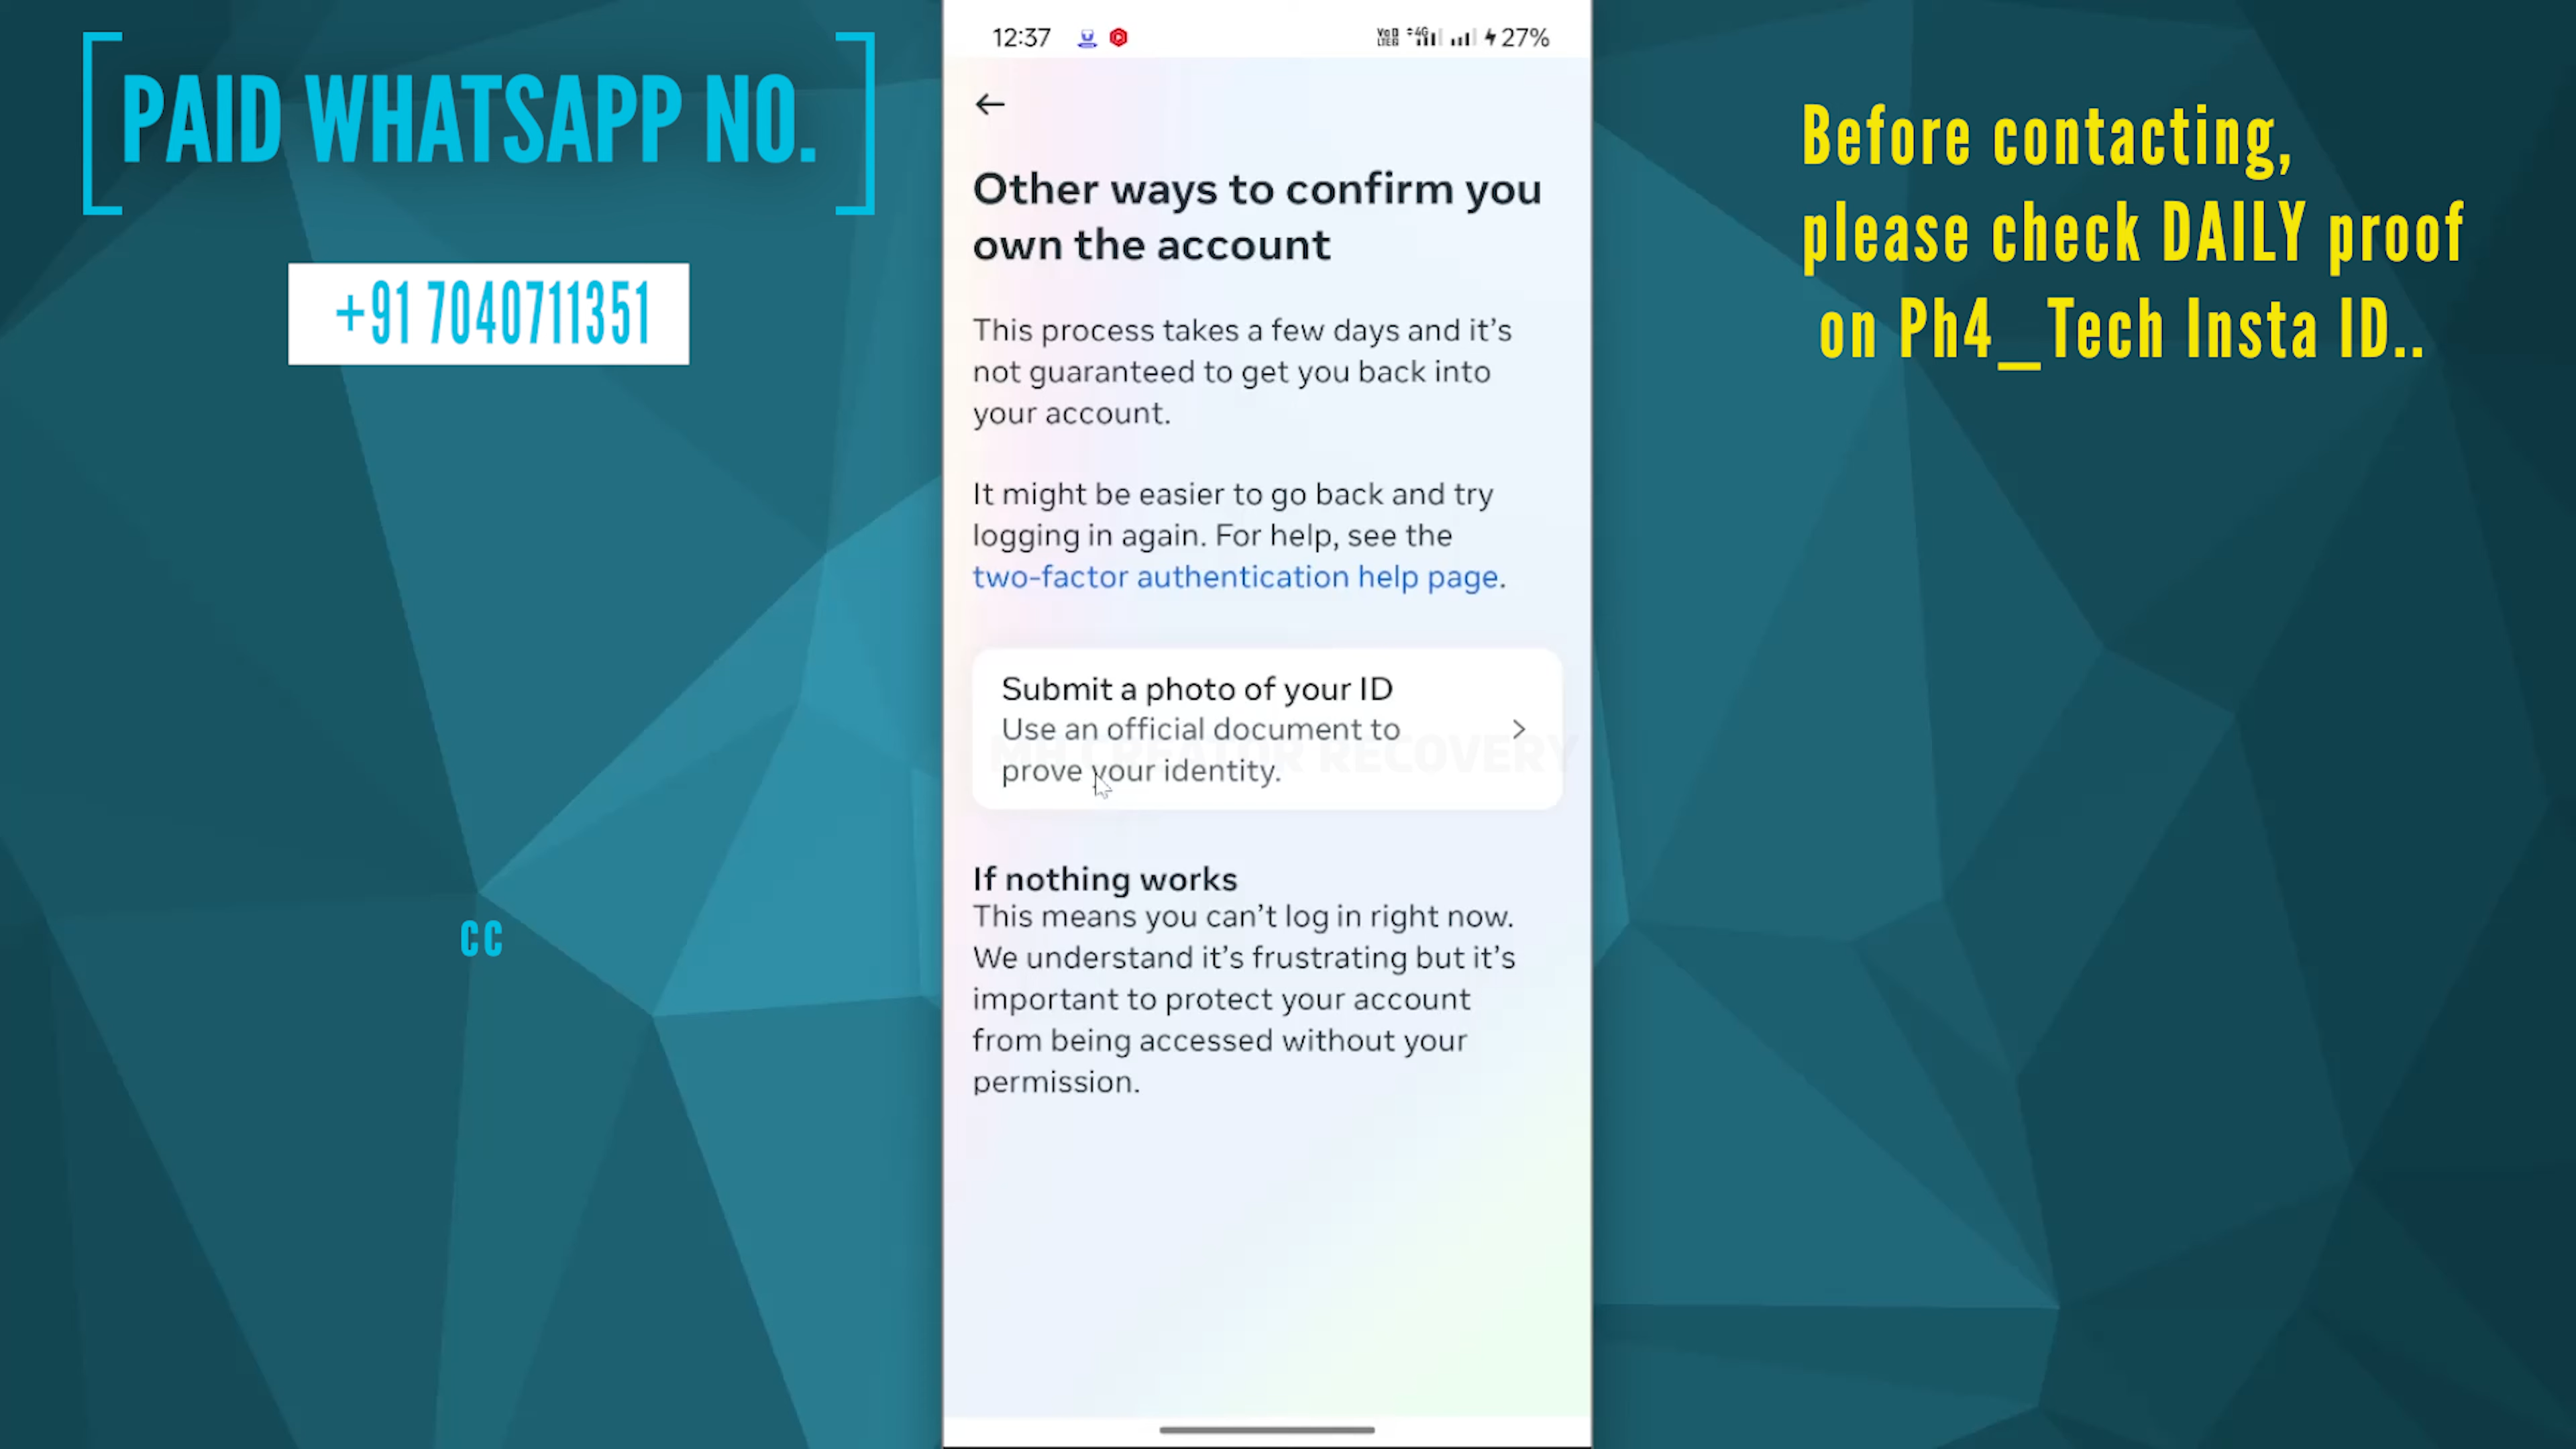 [ PAID WHATSAPP NO. ]
+91 7040711351
CC
12:37 4G 27%
Other ways to confirm you
own the account
This process takes a few days and it's
not guaranteed to get you back into
your account.
It might be easier to go back and try
logging in again. For help, see the
two-factor authentication help page.
Submit a photo of your ID
Use an official document to
prove your identity.
MH CREATOR RECOVERY
If nothing works
This means you can't log in right now.
We understand it's frustrating but it's
important to protect your account
from being accessed without your
permission.
Before contacting,
please check DAILY proof
on Ph4_Tech Insta ID..